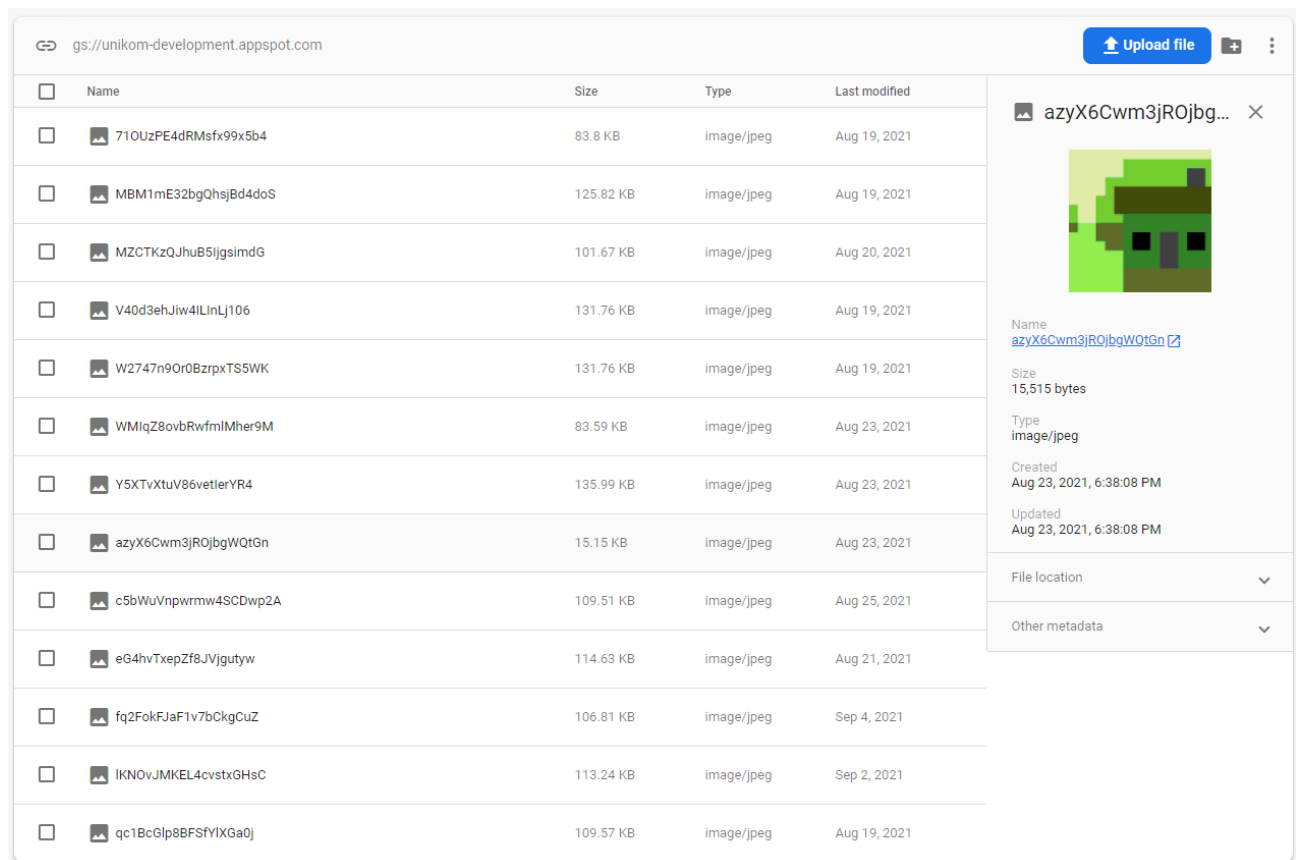 gs://unikom-development.appspot.com
Upload file
Name Size Type Last modified
71OUzPE4dRMsfx99x5b4 83.8 KB image/jpeg Aug 19, 2021
MBM1mE32bgQhsjBd4doS 125.82 KB image/jpeg Aug 19, 2021
MZCTKzQJhuB5IjgsimdG 101.67 KB image/jpeg Aug 20, 2021
V40d3ehJiw4ILInLj106 131.76 KB image/jpeg Aug 19, 2021
W2747n9Or0BzrpxTS5WK 131.76 KB image/jpeg Aug 19, 2021
WMIqZ8ovbRwfmlMher9M 83.59 KB image/jpeg Aug 23, 2021
Y5XTvXtuV86vetIerYR4 135.99 KB image/jpeg Aug 23, 2021
azyX6Cwm3jROjbgWQtGn 15.15 KB image/jpeg Aug 23, 2021
c5bWuVnpwrmw4SCDwp2A 109.51 KB image/jpeg Aug 25, 2021
eG4hvTxepZf8JVjgutyw 114.63 KB image/jpeg Aug 21, 2021
fq2FokFJaF1v7bCkgCuZ 106.81 KB image/jpeg Sep 4, 2021
lKNOvJMKEL4cvstxGHsC 113.24 KB image/jpeg Sep 2, 2021
qc1BcGlp8BFSfYlXGa0j 109.57 KB image/jpeg Aug 19, 2021
azyX6Cwm3jROjbg...
Name
azyX6Cwm3jROjbgWQtGn
Size
15,515 bytes
Type
image/jpeg
Created
Aug 23, 2021, 6:38:08 PM
Updated
Aug 23, 2021, 6:38:08 PM
File location
Other metadata